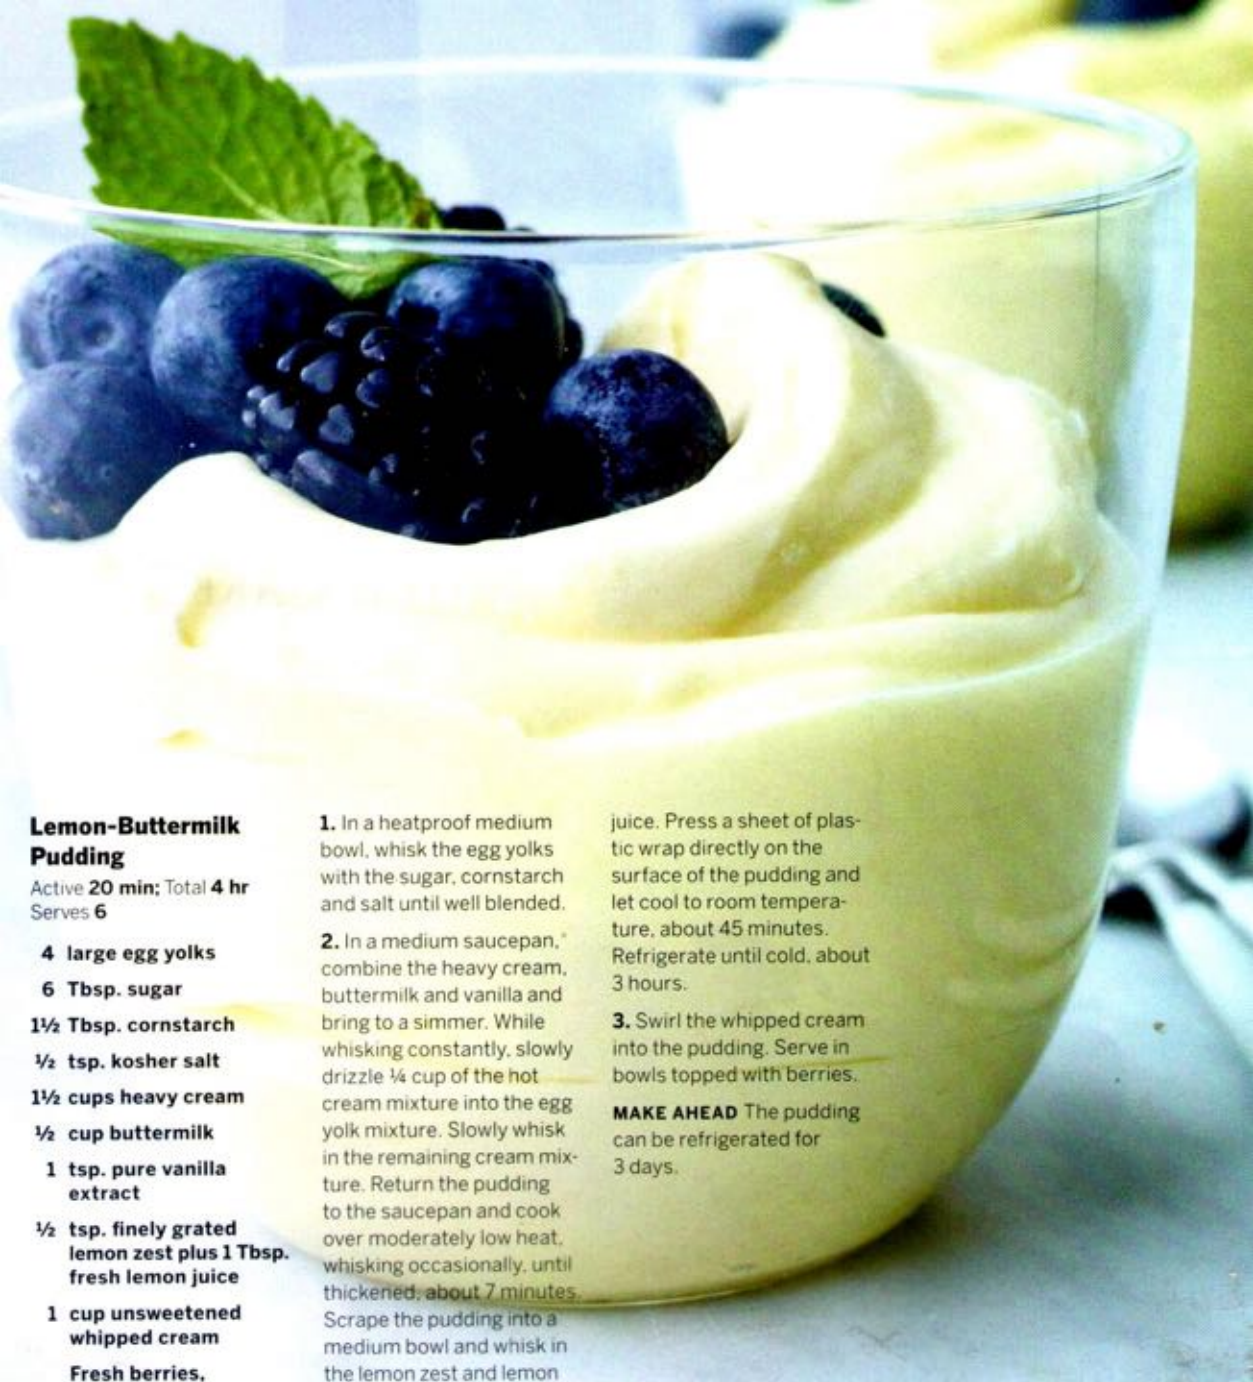 Lemon-Buttermilk
Pudding
Active 20 min; Total 4 hr
Serves 6
4 large egg yolks
6 Tbsp. sugar
1½ Tbsp. cornstarch
½ tsp. kosher salt
1½ cups heavy cream
½ cup buttermilk
1 tsp. pure vanilla
extract
½ tsp. finely grated
lemon zest plus 1 Tbsp.
fresh lemon juice
1 cup unsweetened
whipped cream
Fresh berries,
1. In a heatproof medium
bowl, whisk the egg yolks
with the sugar, cornstarch
and salt until well blended.
2. In a medium saucepan,
combine the heavy cream,
buttermilk and vanilla and
bring to a simmer. While
whisking constantly, slowly
drizzle ¼ cup of the hot
cream mixture into the egg
yolk mixture. Slowly whisk
in the remaining cream mix-
ture. Return the pudding
to the saucepan and cook
over moderately low heat,
whisking occasionally, until
thickened, about 7 minutes.
Scrape the pudding into a
medium bowl and whisk in
the lemon zest and lemon
juice. Press a sheet of plas-
tic wrap directly on the
surface of the pudding and
let cool to room tempera-
ture, about 45 minutes.
Refrigerate until cold, about
3 hours.
3. Swirl the whipped cream
into the pudding. Serve in
bowls topped with berries.
MAKE AHEAD The pudding
can be refrigerated for
3 days.